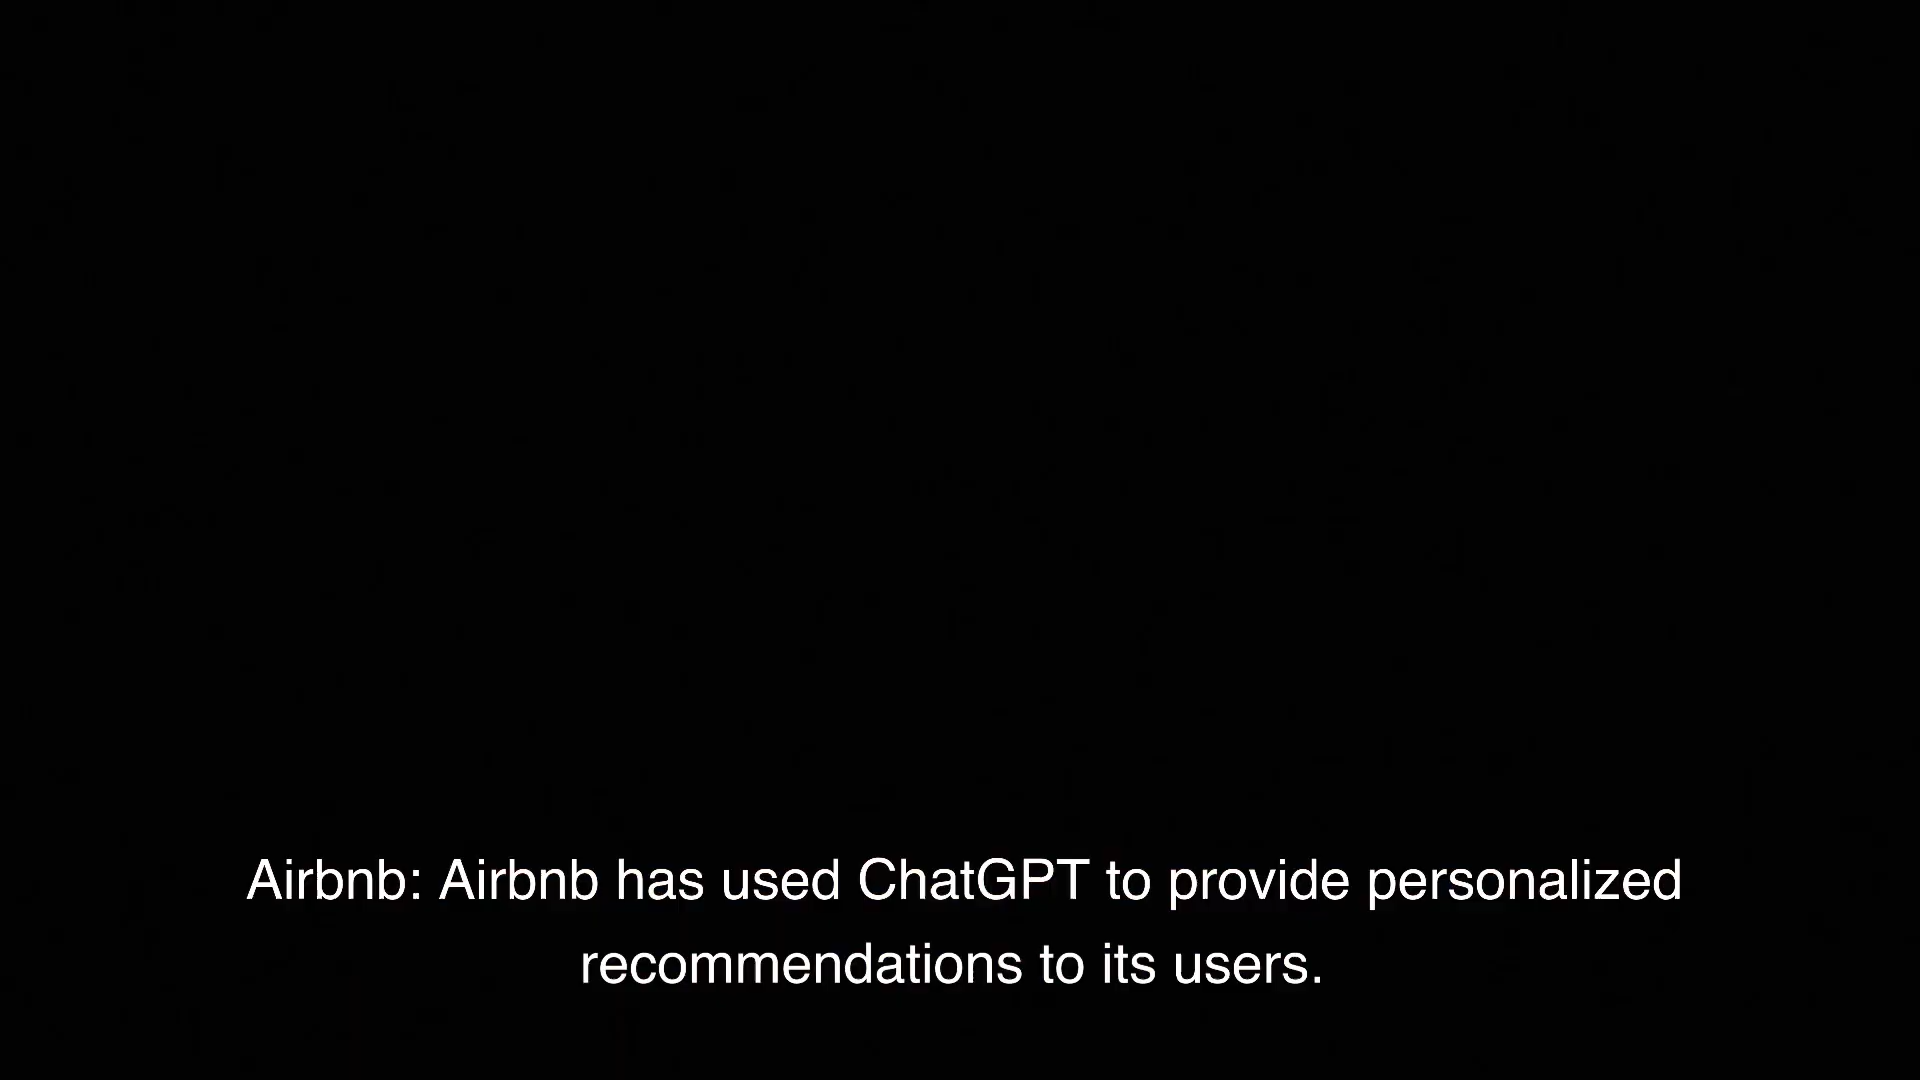 Airbnb: Airbnb has used ChatGPT to provide personalized
recommendations to its users.